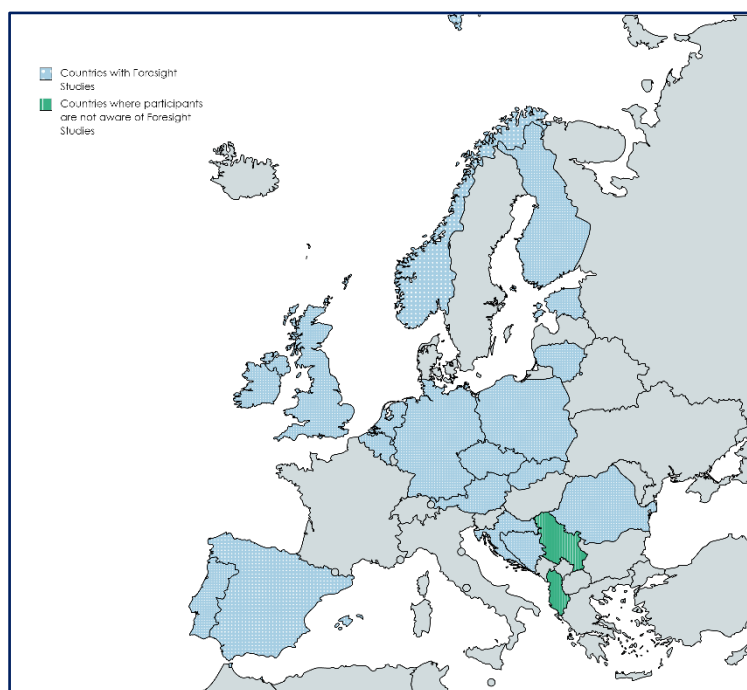 Countries with Foresight
Studies
Countries where participants
are not aware of Foresight
Studies